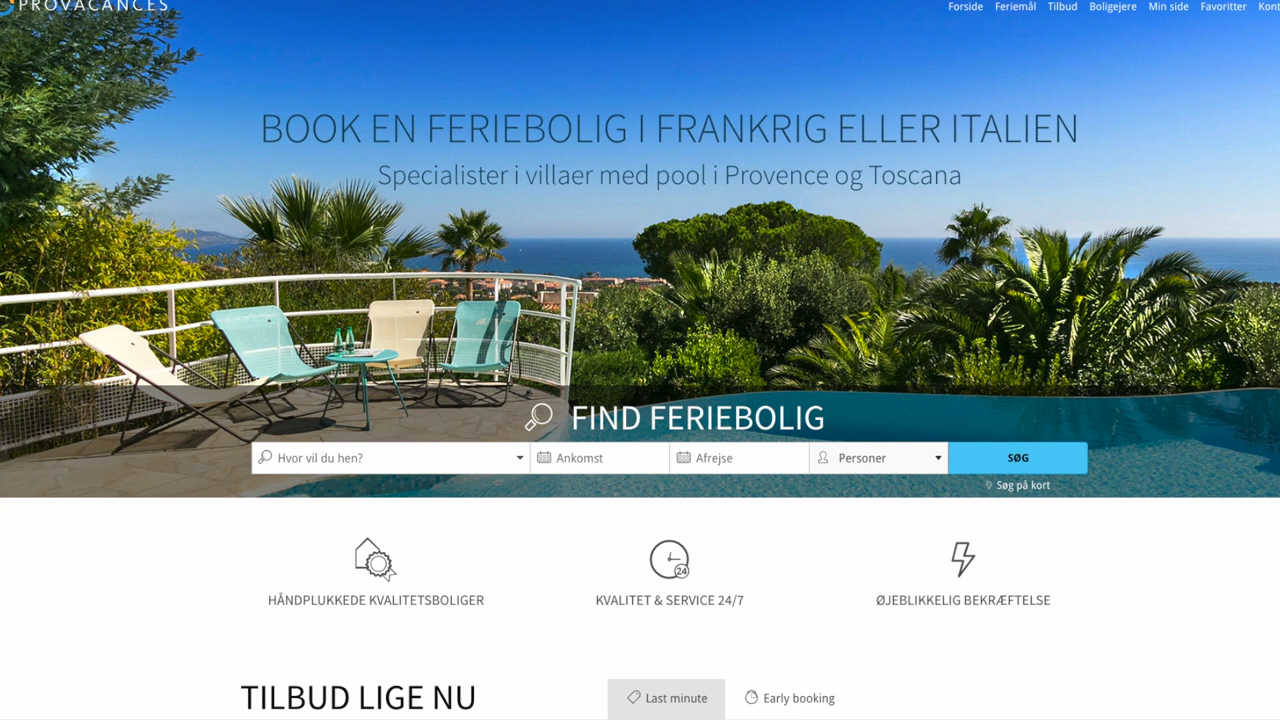 PROVACANCES
Forside Feriemål Tilbud Boligejere Min side Favoritter Kont
BOOK EN FERIEBOLIG I FRANKRIG ELLER ITALIEN
Specialister i villaer med pool i Provence og Toscana
FIND FERIEBOLIG
Hvor vil du hen? Ankomst Afrejse Personer SØG
Søg på kort
24
HÅNDPLUKKEDE KVALITETSBOLIGER KVALITET & SERVICE 24/7 ØJEBLIKKELIG BEKRÆFTELSE
TILBUD LIGE NU Last minute Early booking